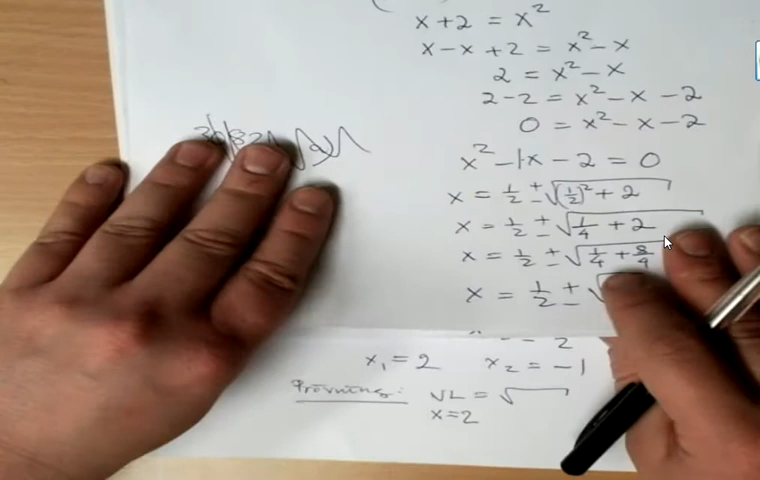 x + 2 = x²
x - x + 2 = x² - x
2 = x² - x
2 - 2 = x² - x - 2
0 = x² - x - 2
x² - 1x - 2 = 0
x = 1/2 ± √((1/2)² + 2)
x = 1/2 ± √(1/4 + 2)
x = 1/2 ± √(1/4 + 8/4)
x = 1/2 ± √
2
x₁ = 2 x₂ = -1
Prövning: VL = √
x = 2